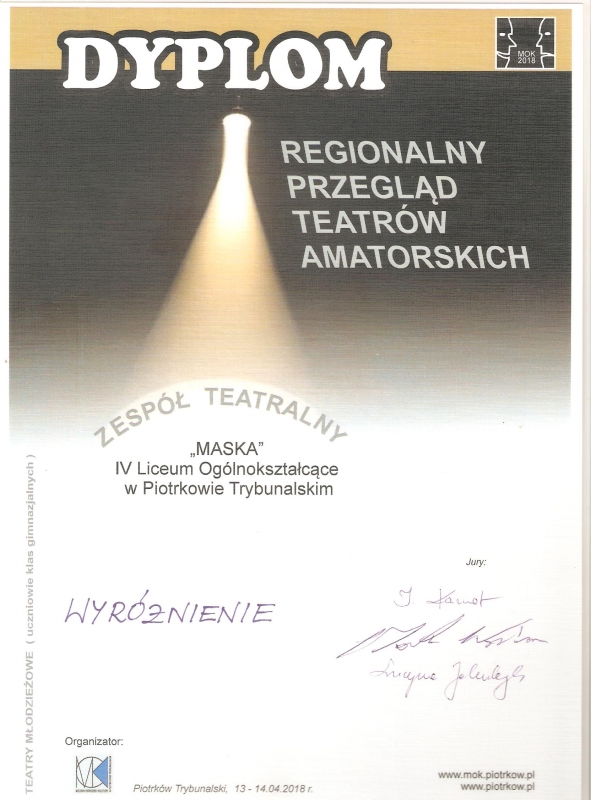 DYPLOM
MOK
2018
REGIONALNY
PRZEGLĄD
TEATRÓW
AMATORSKICH
ZESPÓŁ TEATRALNY
„MASKA”
IV Liceum Ogólnokształcące
w Piotrkowie Trybunalskim
TEATRY MŁODZIEŻOWE ( uczniowie klas gimnazjalnych )
Jury:
WYRÓŻNIENIE
Organizator:
Piotrków Trybunalski, 13 - 14.04.2018 r.
www.mok.piotrkow.pl
www.piotrkow.pl